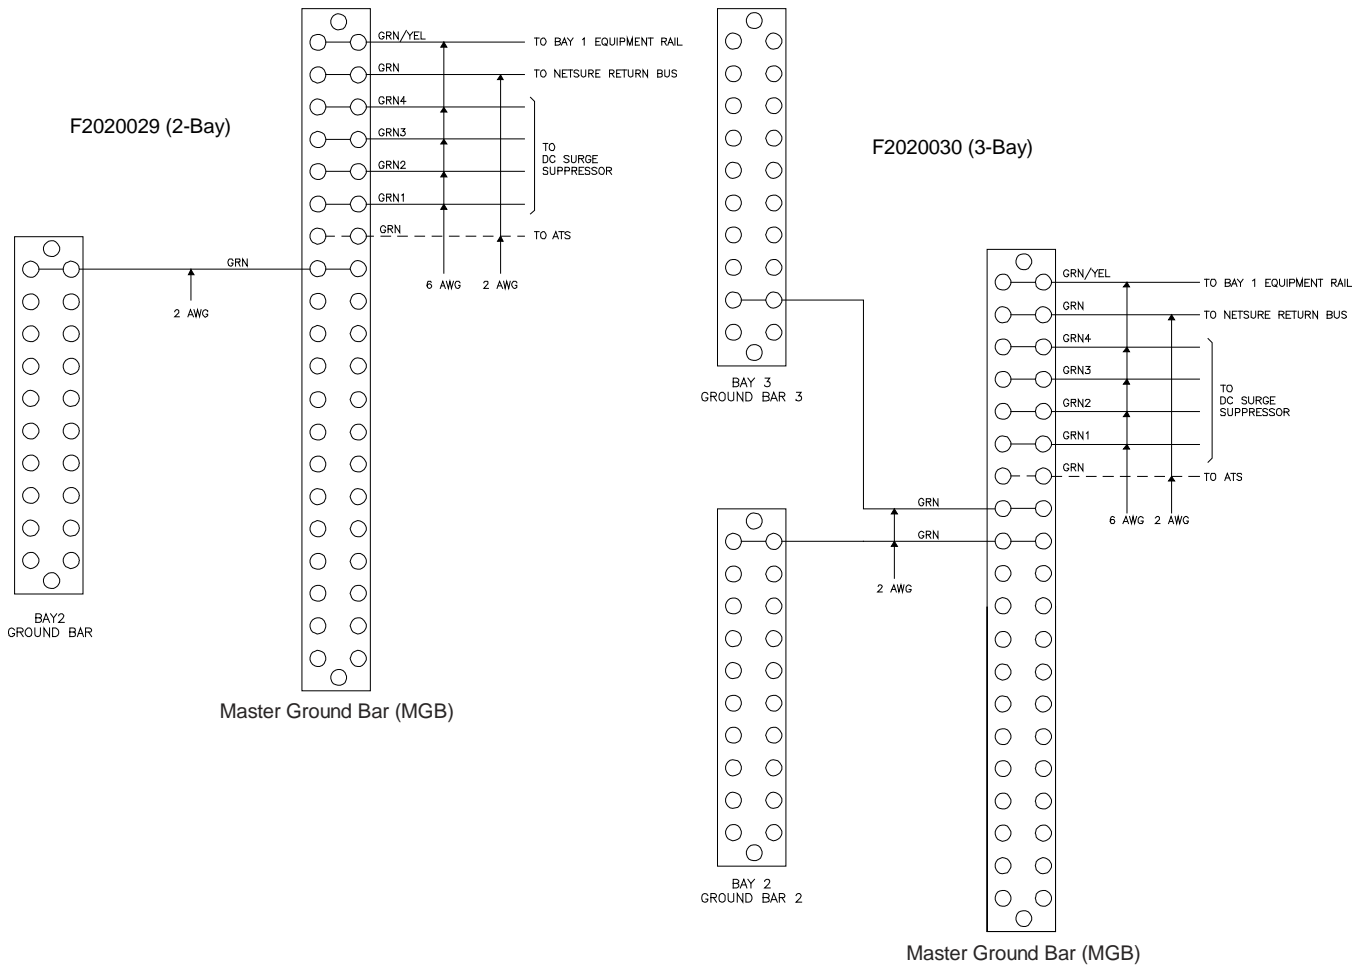 F2020029 (2-Bay)
GRN/YEL
TO BAY 1 EQUIPMENT RAIL
GRN
TO NETSURE RETURN BUS
GRN4
GRN3
GRN2
GRN1
TO
DC SURGE
SUPPRESSOR
GRN
TO ATS
GRN
2 AWG
6 AWG
2 AWG
BAY2
GROUND BAR
Master Ground Bar (MGB)
F2020030 (3-Bay)
BAY 3
GROUND BAR 3
GRN/YEL
TO BAY 1 EQUIPMENT RAIL
GRN
TO NETSURE RETURN BUS
GRN4
GRN3
GRN2
GRN1
TO
DC SURGE
SUPPRESSOR
GRN
TO ATS
GRN
GRN
2 AWG
6 AWG
2 AWG
BAY 2
GROUND BAR 2
Master Ground Bar (MGB)